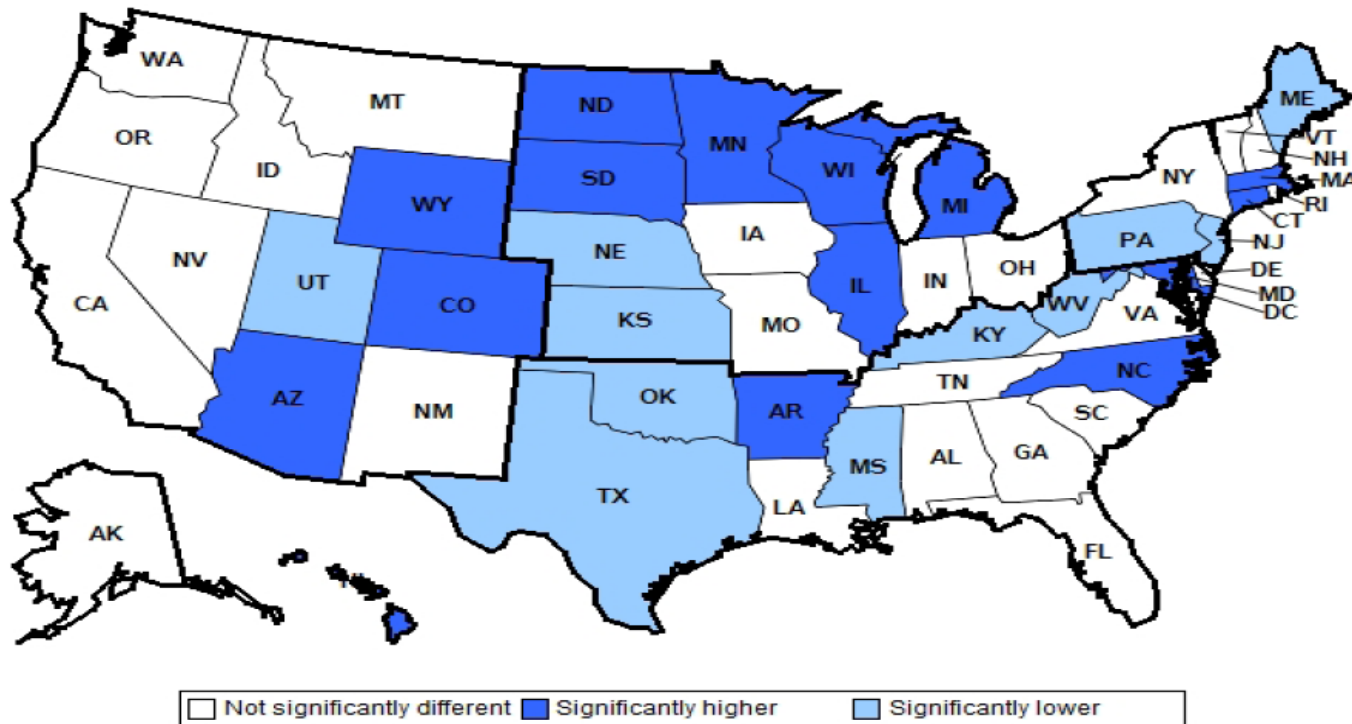 WA
MT
ND
MN
ME
OR
ID
WI
VT
NH
SD
NY
MA
WY
MI
RI
CT
IA
PA
NE
NJ
NV
OH
IN
DE
UT
IL
CA
MD
CO
WV
DC
VA
KS
MO
KY
NC
TN
AZ
OK
NM
AR
SC
GA
AL
MS
TX
LA
AK
FL
Not significantly different Significantly higher Significantly lower